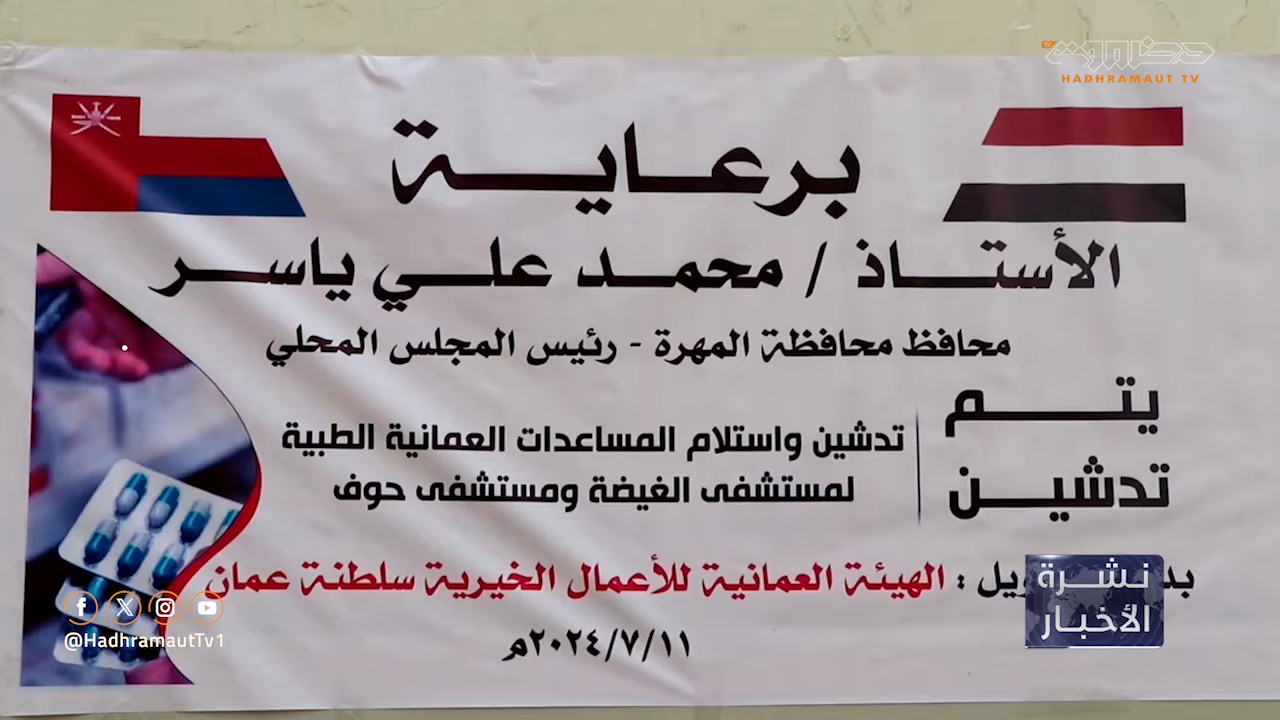 حضرموت TV
HADHRAMAUT TV
برعاية
الأستاذ / محمد علي ياسر
محافظ محافظة المهرة - رئيس المجلس المحلي
يتم
تدشين
تدشين واستلام المساعدات العمانية الطبية
لمستشفى الغيضة ومستشفى حوف
الهيئة العمانية للأعمال الخيرية سلطنة عمان
٢٠٢٤/٧/١١م
نشرة
الأخبار
@HadhramautTv1